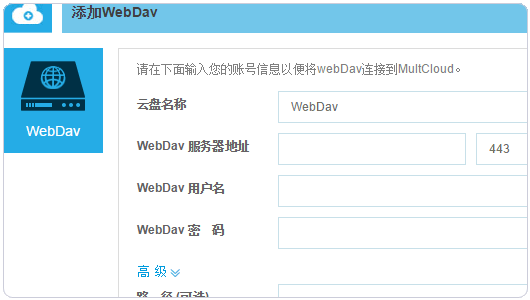 添加WebDav
WebDav
请在下面输入您的账号信息以便将webDav连接到MultCloud。
云盘名称 WebDav
WebDav 服务器地址 443
WebDav 用户名
WebDav 密 码
高 级
路 径 (可选)